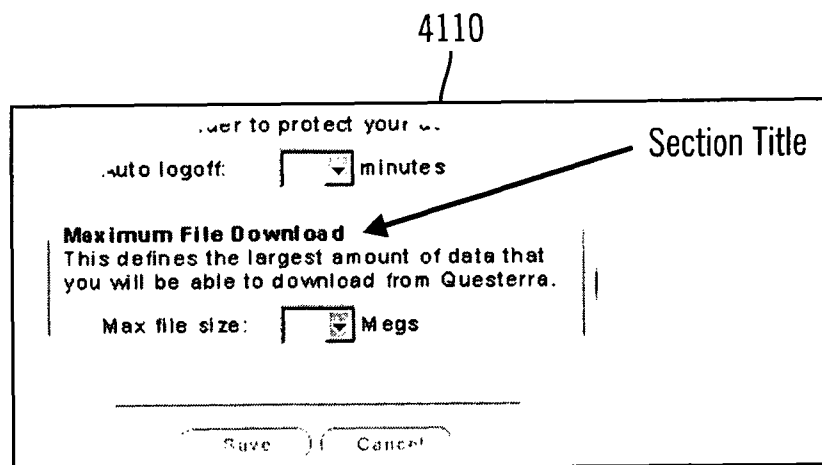 4110
to protect your
logoff: minutes
Section Title
Maximum File Download
This defines the largest amount of data that
you will be able to download from Questerra.
Max file size: Megs
Save Cancel